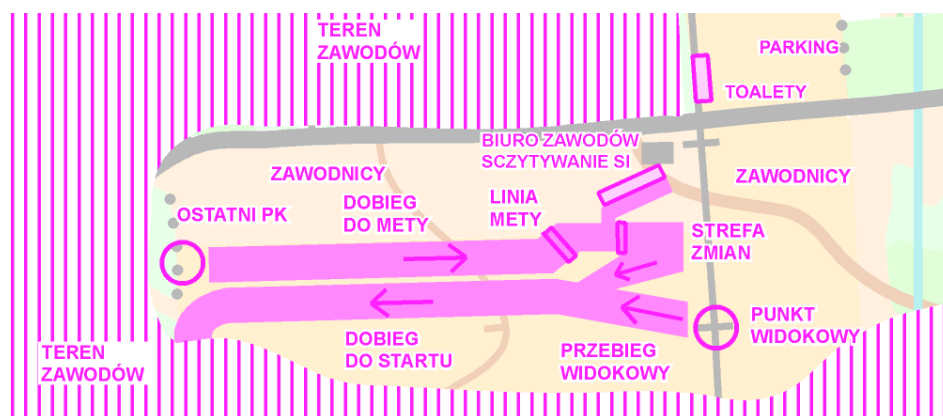 TEREN
ZAWODÓW
PARKING
TOALETY
BIURO ZAWODÓW
SCZYTYWANIE SI
ZAWODNICY
ZAWODNICY
OSTATNI PK
DOBIEG
DO METY
LINIA
METY
STREFA
ZMIAN
PUNKT
WIDOKOWY
DOBIEG
DO STARTU
PRZEBIEG
WIDOKOWY
TEREN
ZAWODÓW